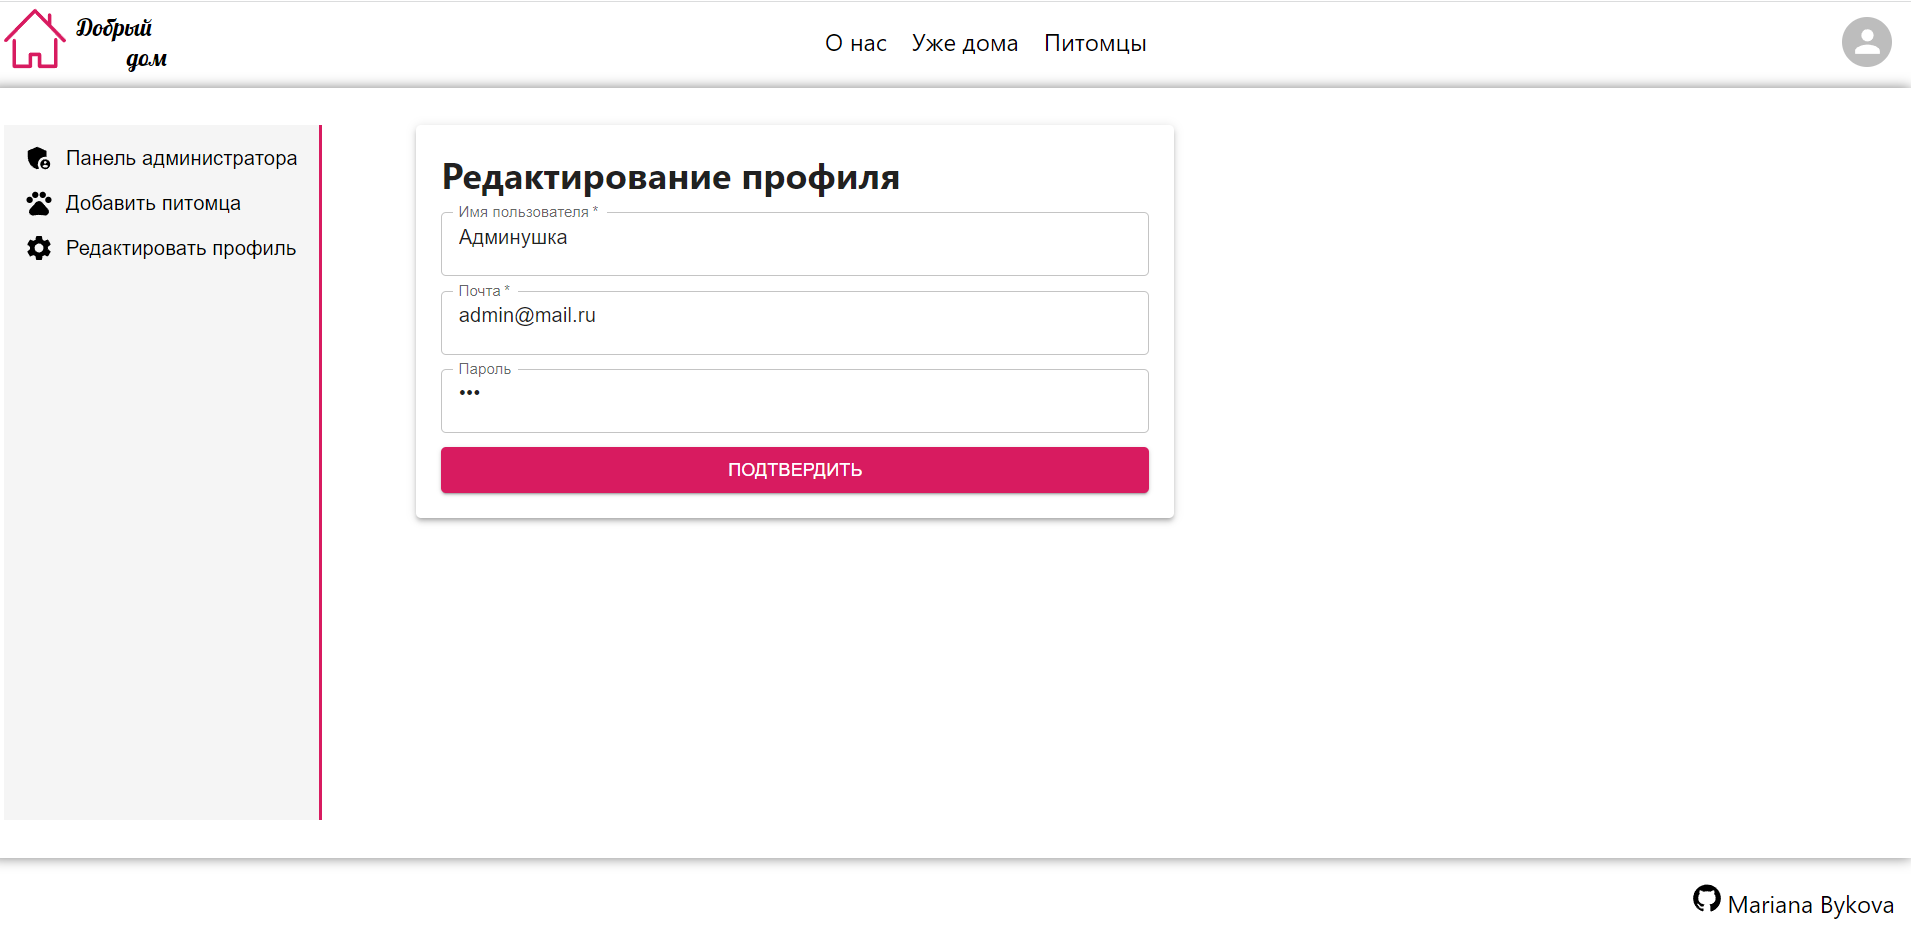 Добрый
дом
О нас Уже дома Питомцы
Панель администратора
Добавить питомца
Редактировать профиль
Редактирование профиля
Имя пользователя *
Админушка
Почта *
admin@mail.ru
Пароль
•••
ПОДТВЕРДИТЬ
Mariana Bykova